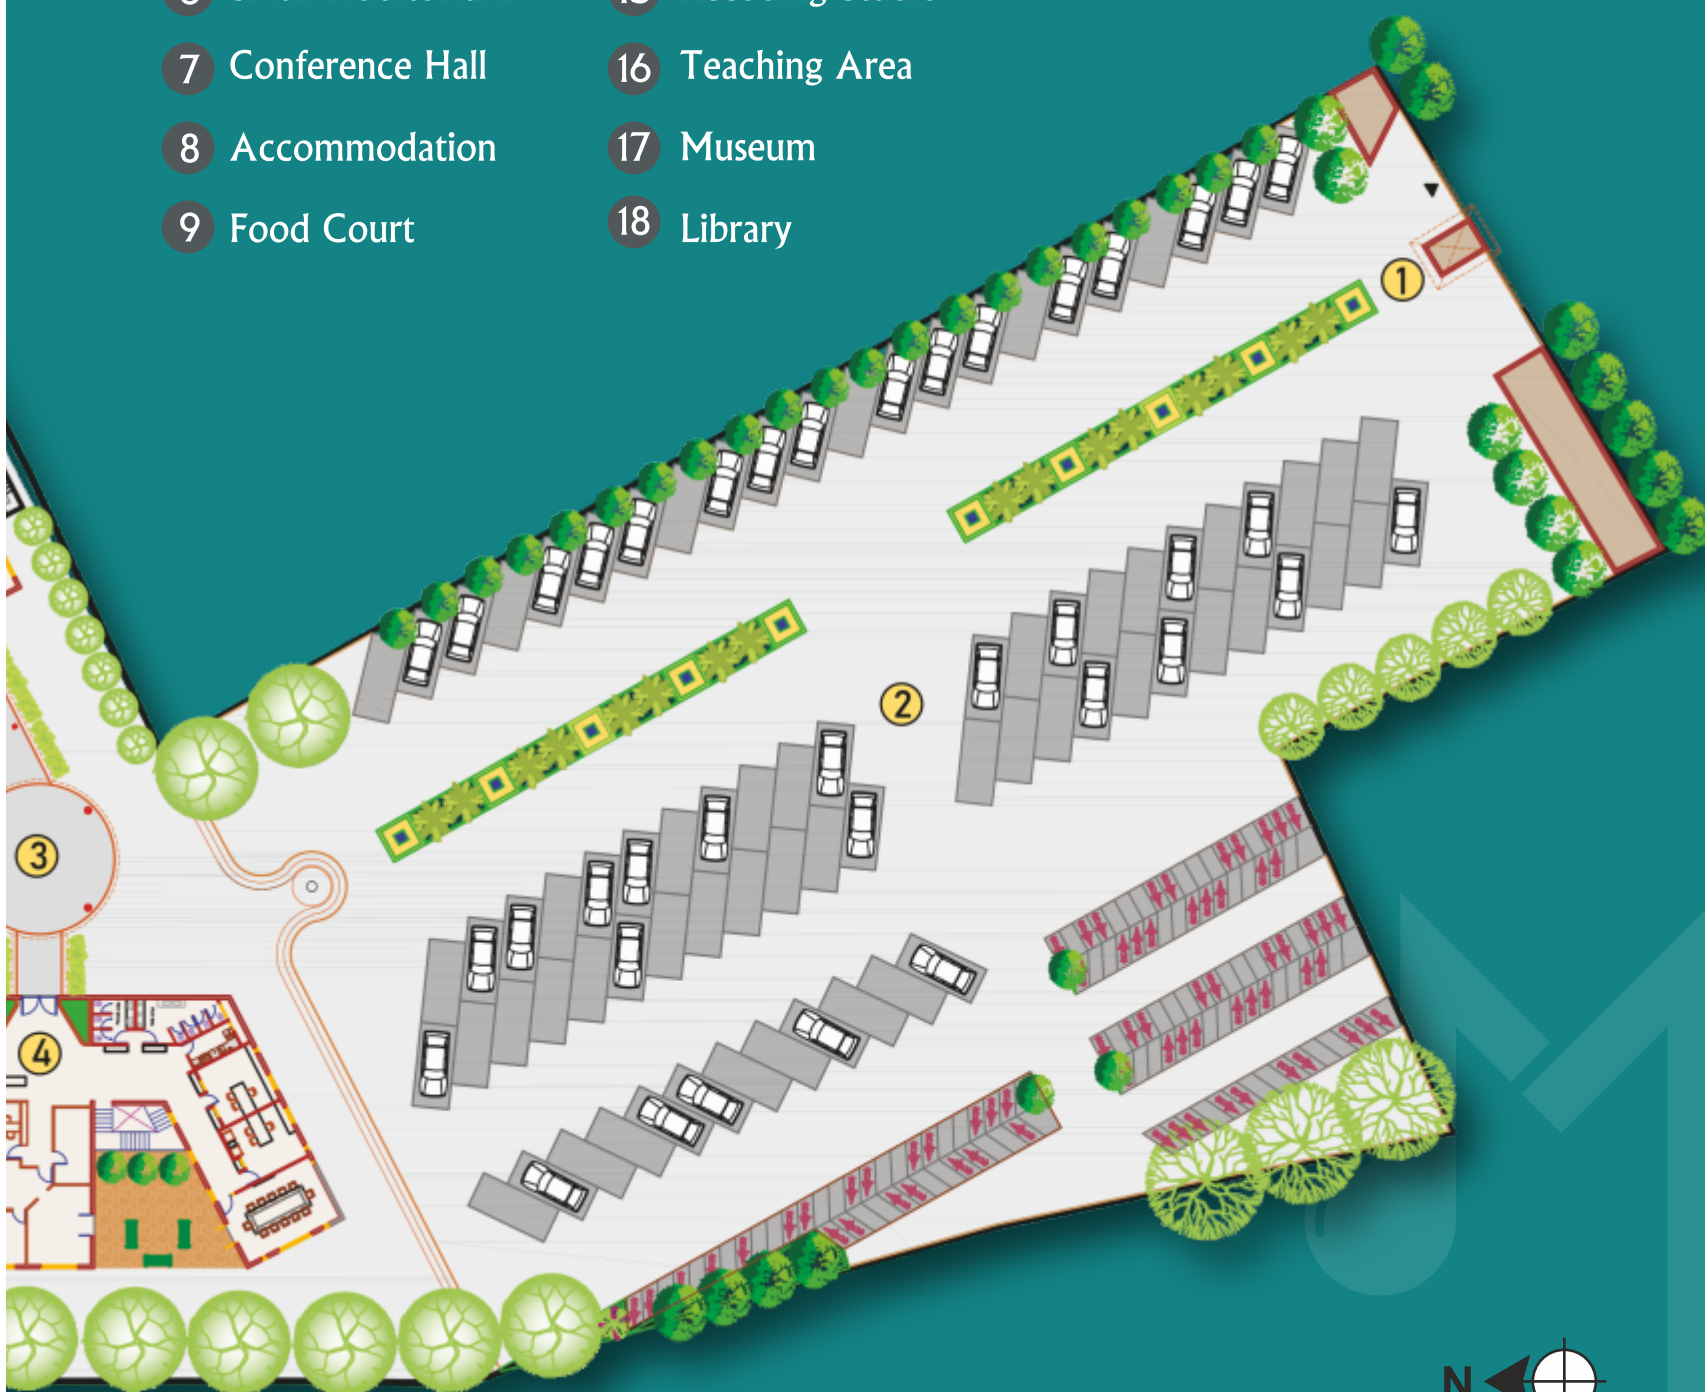 7 Conference Hall
8 Accommodation
9 Food Court
16 Teaching Area
17 Museum
18 Library
1
2
3
4
N